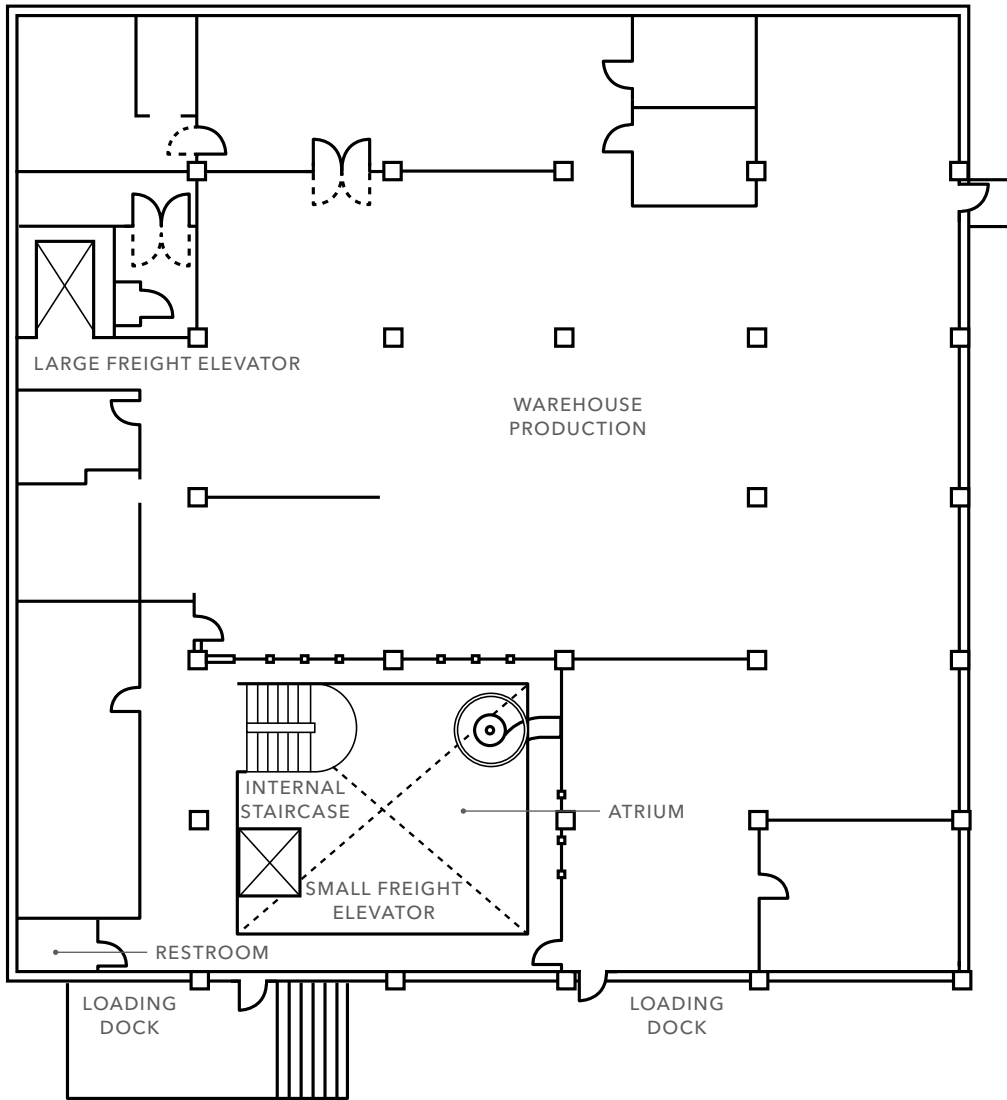 LARGE FREIGHT ELEVATOR
WAREHOUSE
PRODUCTION
INTERNAL
STAIRCASE
ATRIUM
SMALL FREIGHT
ELEVATOR
RESTROOM
LOADING
DOCK
LOADING
DOCK